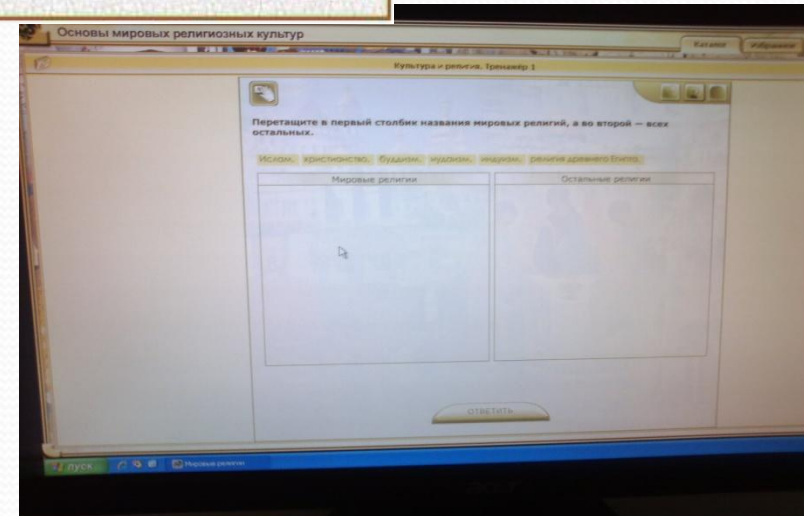 Основы мировых религиозных культур
Каталог
Избранное
Культура и религия. Тренажёр 1
Перетащите в первый столбик названия мировых религий, а во второй — всех
остальных.
Ислам, христианство, буддизм, иудаизм, индуизм, религия древнего Египта.
Мировые религии
Остальные религии
ОТВЕТИТЬ
пуск
Мировые религии